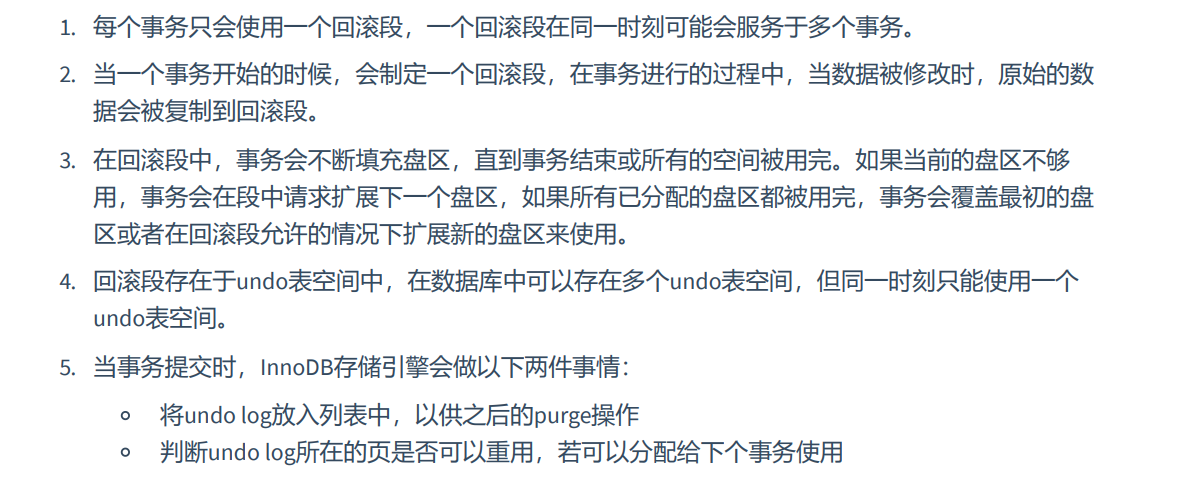 1. 每个事务只会使用一个回滚段，一个回滚段在同一时刻可能会服务于多个事务。
2. 当一个事务开始的时候，会制定一个回滚段，在事务进行的过程中，当数据被修改时，原始的数
据会被复制到回滚段。
3. 在回滚段中，事务会不断填充盘区，直到事务结束或所有的空间被用完。如果当前的盘区不够
用，事务会在段中请求扩展下一个盘区，如果所有已分配的盘区都被用完，事务会覆盖最初的盘
区或者在回滚段允许的情况下扩展新的盘区来使用。
4. 回滚段存在于undo表空间中，在数据库中可以存在多个undo表空间，但同一时刻只能使用一个
undo表空间。
5. 当事务提交时，InnoDB存储引擎会做以下两件事情：
○ 将undo log放入列表中，以供之后的purge操作
○ 判断undo log所在的页是否可以重用，若可以分配给下个事务使用